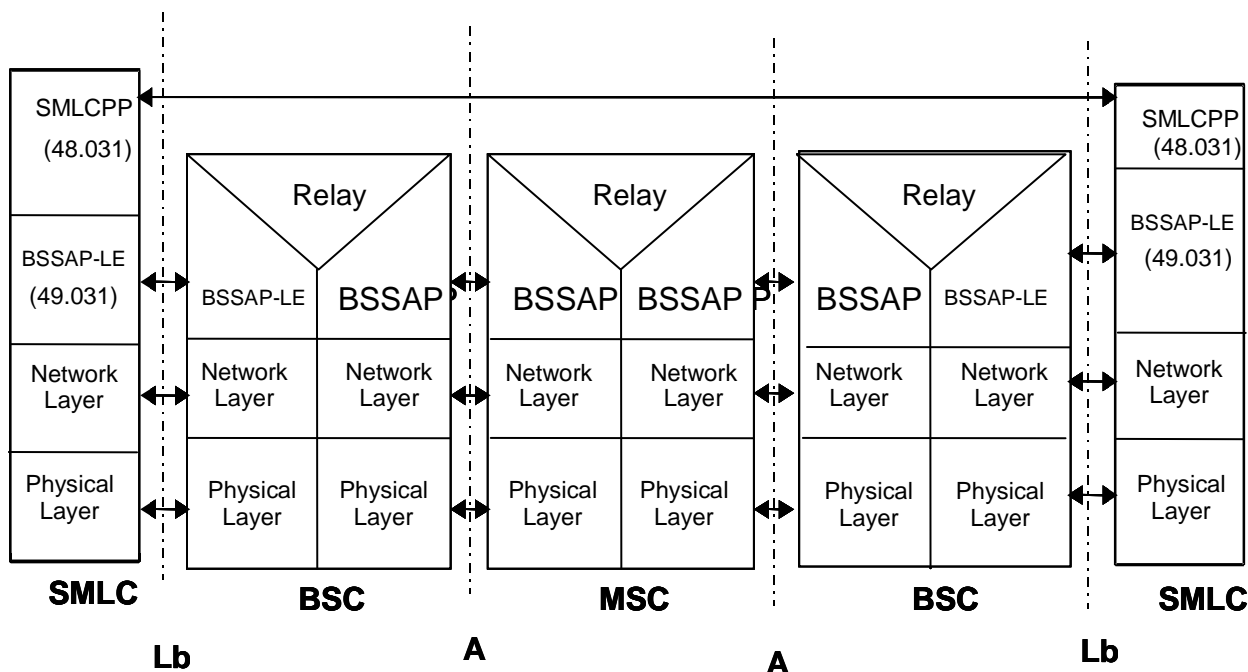 SMLCPP
(48.031)
BSSAP-LE
(49.031)
Network
Layer
Physical
Layer
SMLC
Lb
Relay
BSSAP-LE
BSSAPP
Network
Layer
Network
Layer
Physical
Layer
Physical
Layer
BSC
A
Relay
BSSAP
BSSAP P
Network
Layer
Network
Layer
Physical
Layer
Physical
Layer
MSC
A
Relay
BSSAP
BSSAP-LE
Network
Layer
Network
Layer
Physical
Layer
Physical
Layer
BSC
Lb
SMLCPP
(48.031)
BSSAP-LE
(49.031)
Network
Layer
Physical
Layer
SMLC